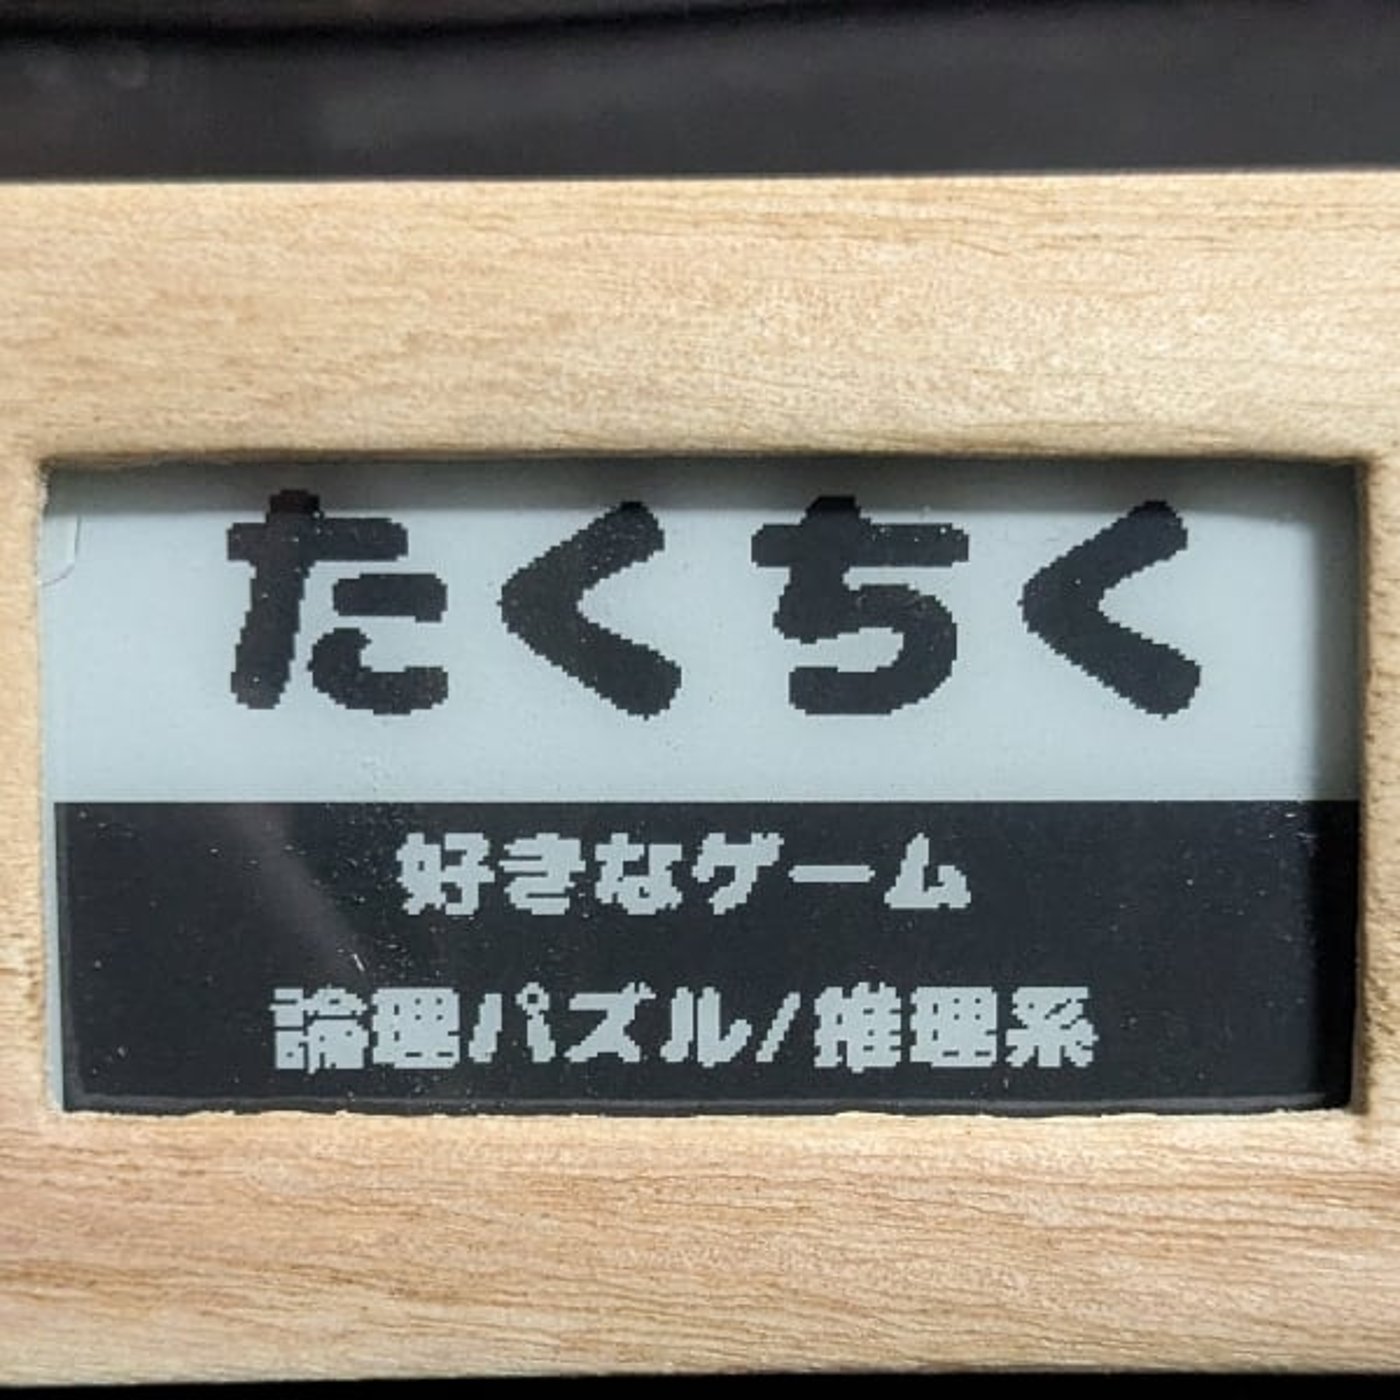 たくちく
好きなゲーム
論理パズル/推理系